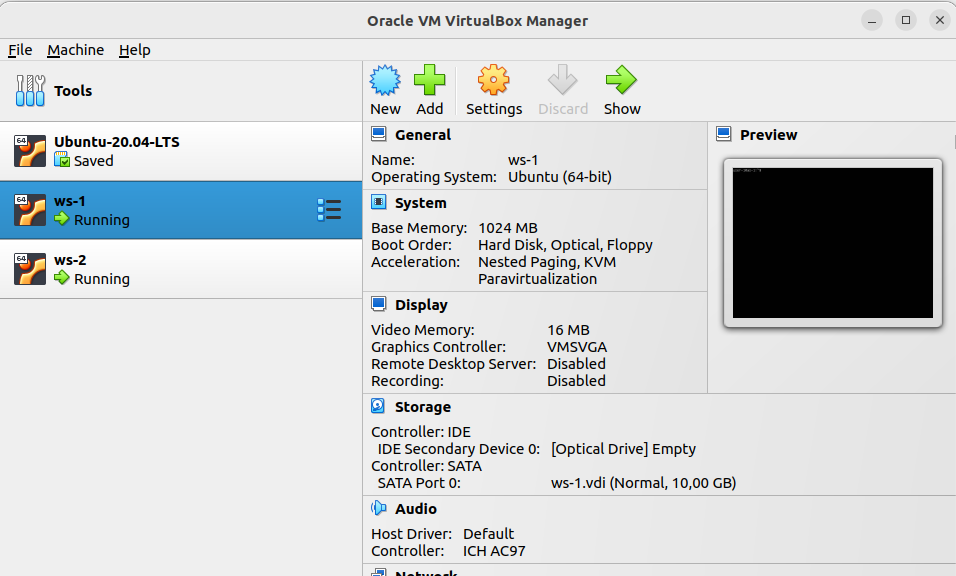 Oracle VM VirtualBox Manager
File Machine Help
Tools
New Add Settings Discard Show
64
Ubuntu-20.04-LTS
Saved
64
ws-1
Running
64
ws-2
Running
General
Name: ws-1
Operating System: Ubuntu (64-bit)
System
Base Memory: 1024 MB
Boot Order: Hard Disk, Optical, Floppy
Acceleration: Nested Paging, KVM
Paravirtualization
Display
Video Memory: 16 MB
Graphics Controller: VMSVGA
Remote Desktop Server: Disabled
Recording: Disabled
Storage
Controller: IDE
IDE Secondary Device 0: [Optical Drive] Empty
Controller: SATA
SATA Port 0: ws-1.vdi (Normal, 10,00 GB)
Audio
Host Driver: Default
Controller: ICH AC97
Network
Preview